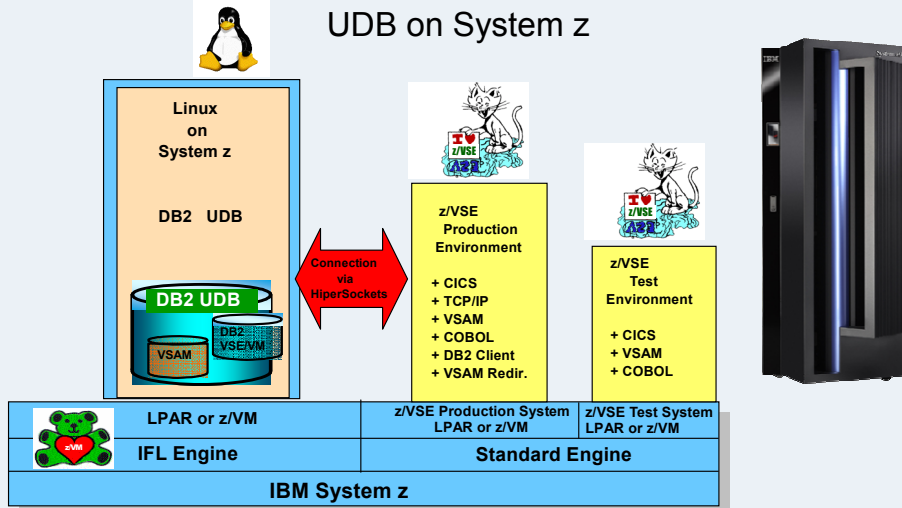 UDB on System z
Linux
on
System z
DB2 UDB
DB2 UDB
DB2
VSE/VM
VSAM
Connection
via
HiperSockets
I ♥
z/VSE
z/VSE
Production
Environment
+ CICS
+ TCP/IP
+ VSAM
+ COBOL
+ DB2 Client
+ VSAM Redir.
I ♥
z/VSE
z/VSE
Test
Environment
+ CICS
+ VSAM
+ COBOL
IBM
z/VM
LPAR or z/VM
z/VSE Production System
LPAR or z/VM
z/VSE Test System
LPAR or z/VM
IFL Engine
Standard Engine
IBM System z